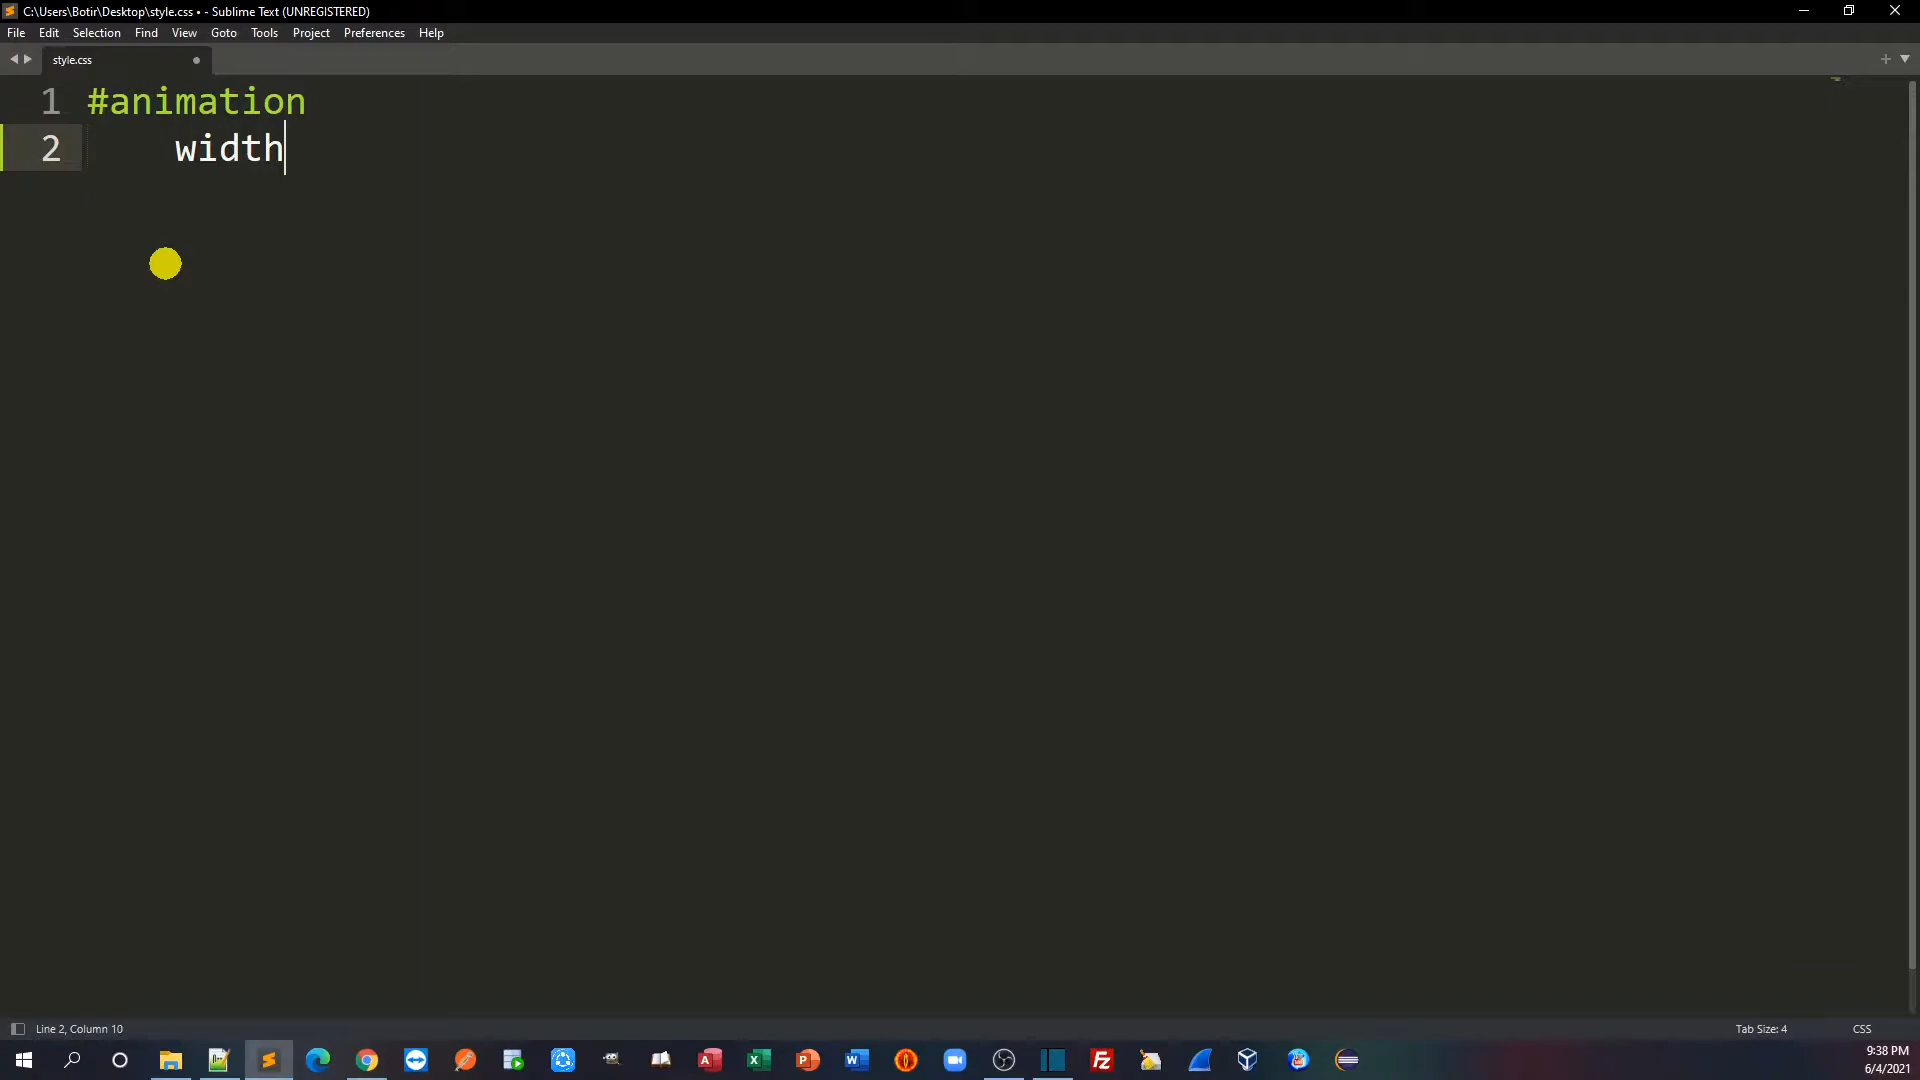 C:\Users\Botir\Desktop\style.css • - Sublime Text (UNREGISTERED)
File Edit Selection Find View Goto Tools Project Preferences Help
style.css
1 #animation
2 width
Line 2, Column 10
Tab Size: 4
CSS
9:38 PM
6/4/2021